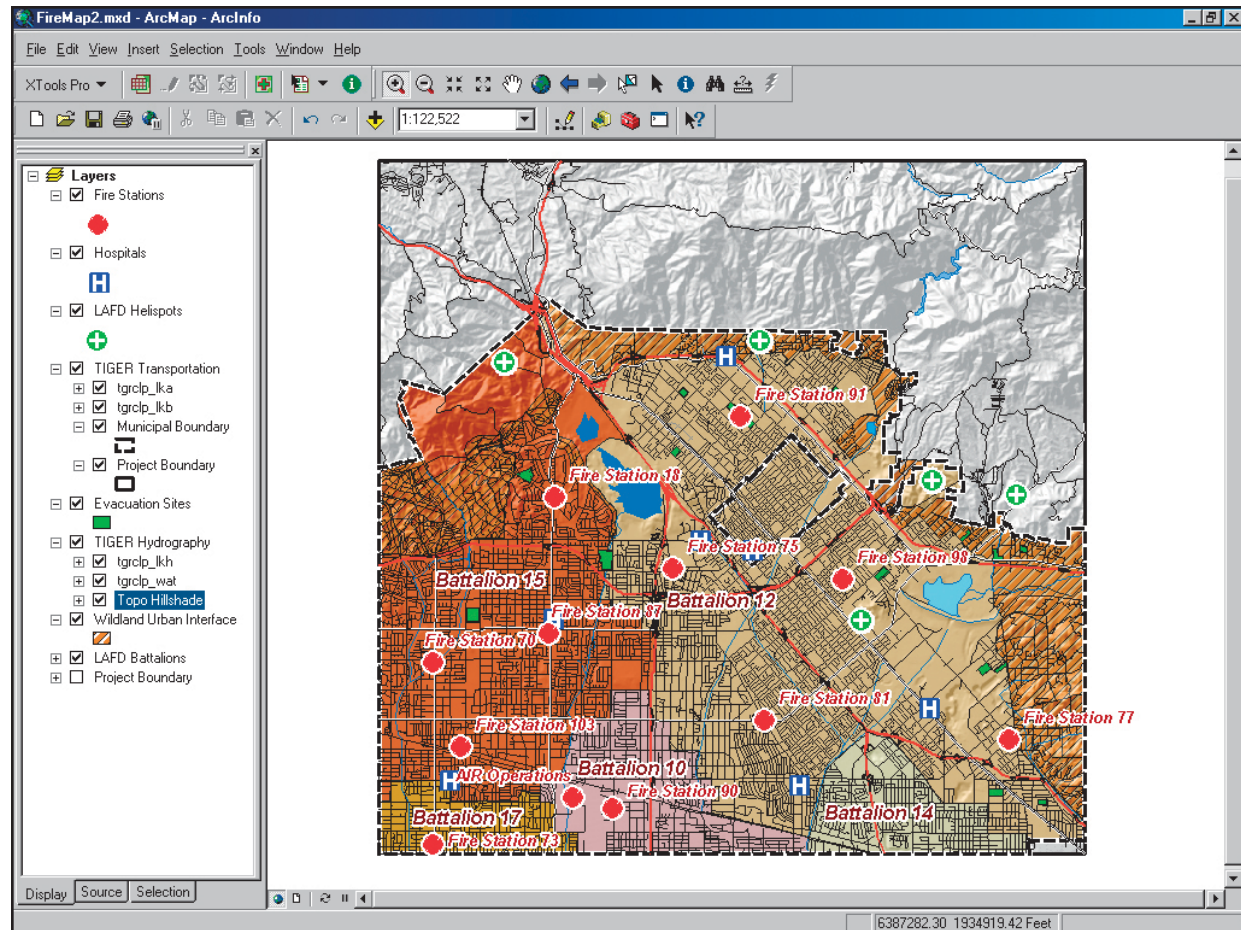 FireMap2.mxd - ArcMap - ArcInfo
File Edit View Insert Selection Tools Window Help
XTools Pro
1:122,522
Layers
Fire Stations
Hospitals
H
LAFD Helispots
TIGER Transportation
tgrclp_lka
tgrclp_lkb
Municipal Boundary
Project Boundary
Evacuation Sites
TIGER Hydrography
tgrclp_lkh
tgrclp_wat
Topo Hillshade
Wildland Urban Interface
LAFD Battalions
Project Boundary
Display Source Selection
H
Fire Station 91
Fire Station 18
H
Fire Station 75
H
Fire Station 98
Battalion 15
Battalion 12
Fire Station 87
H
Fire Station 70
Fire Station 81
H
Fire Station 77
Fire Station 103
Battalion 10
H
AIR Operations
H
Fire Station 90
Battalion 17
Battalion 14
Fire Station 73
6387282.30 1934919.42 Feet